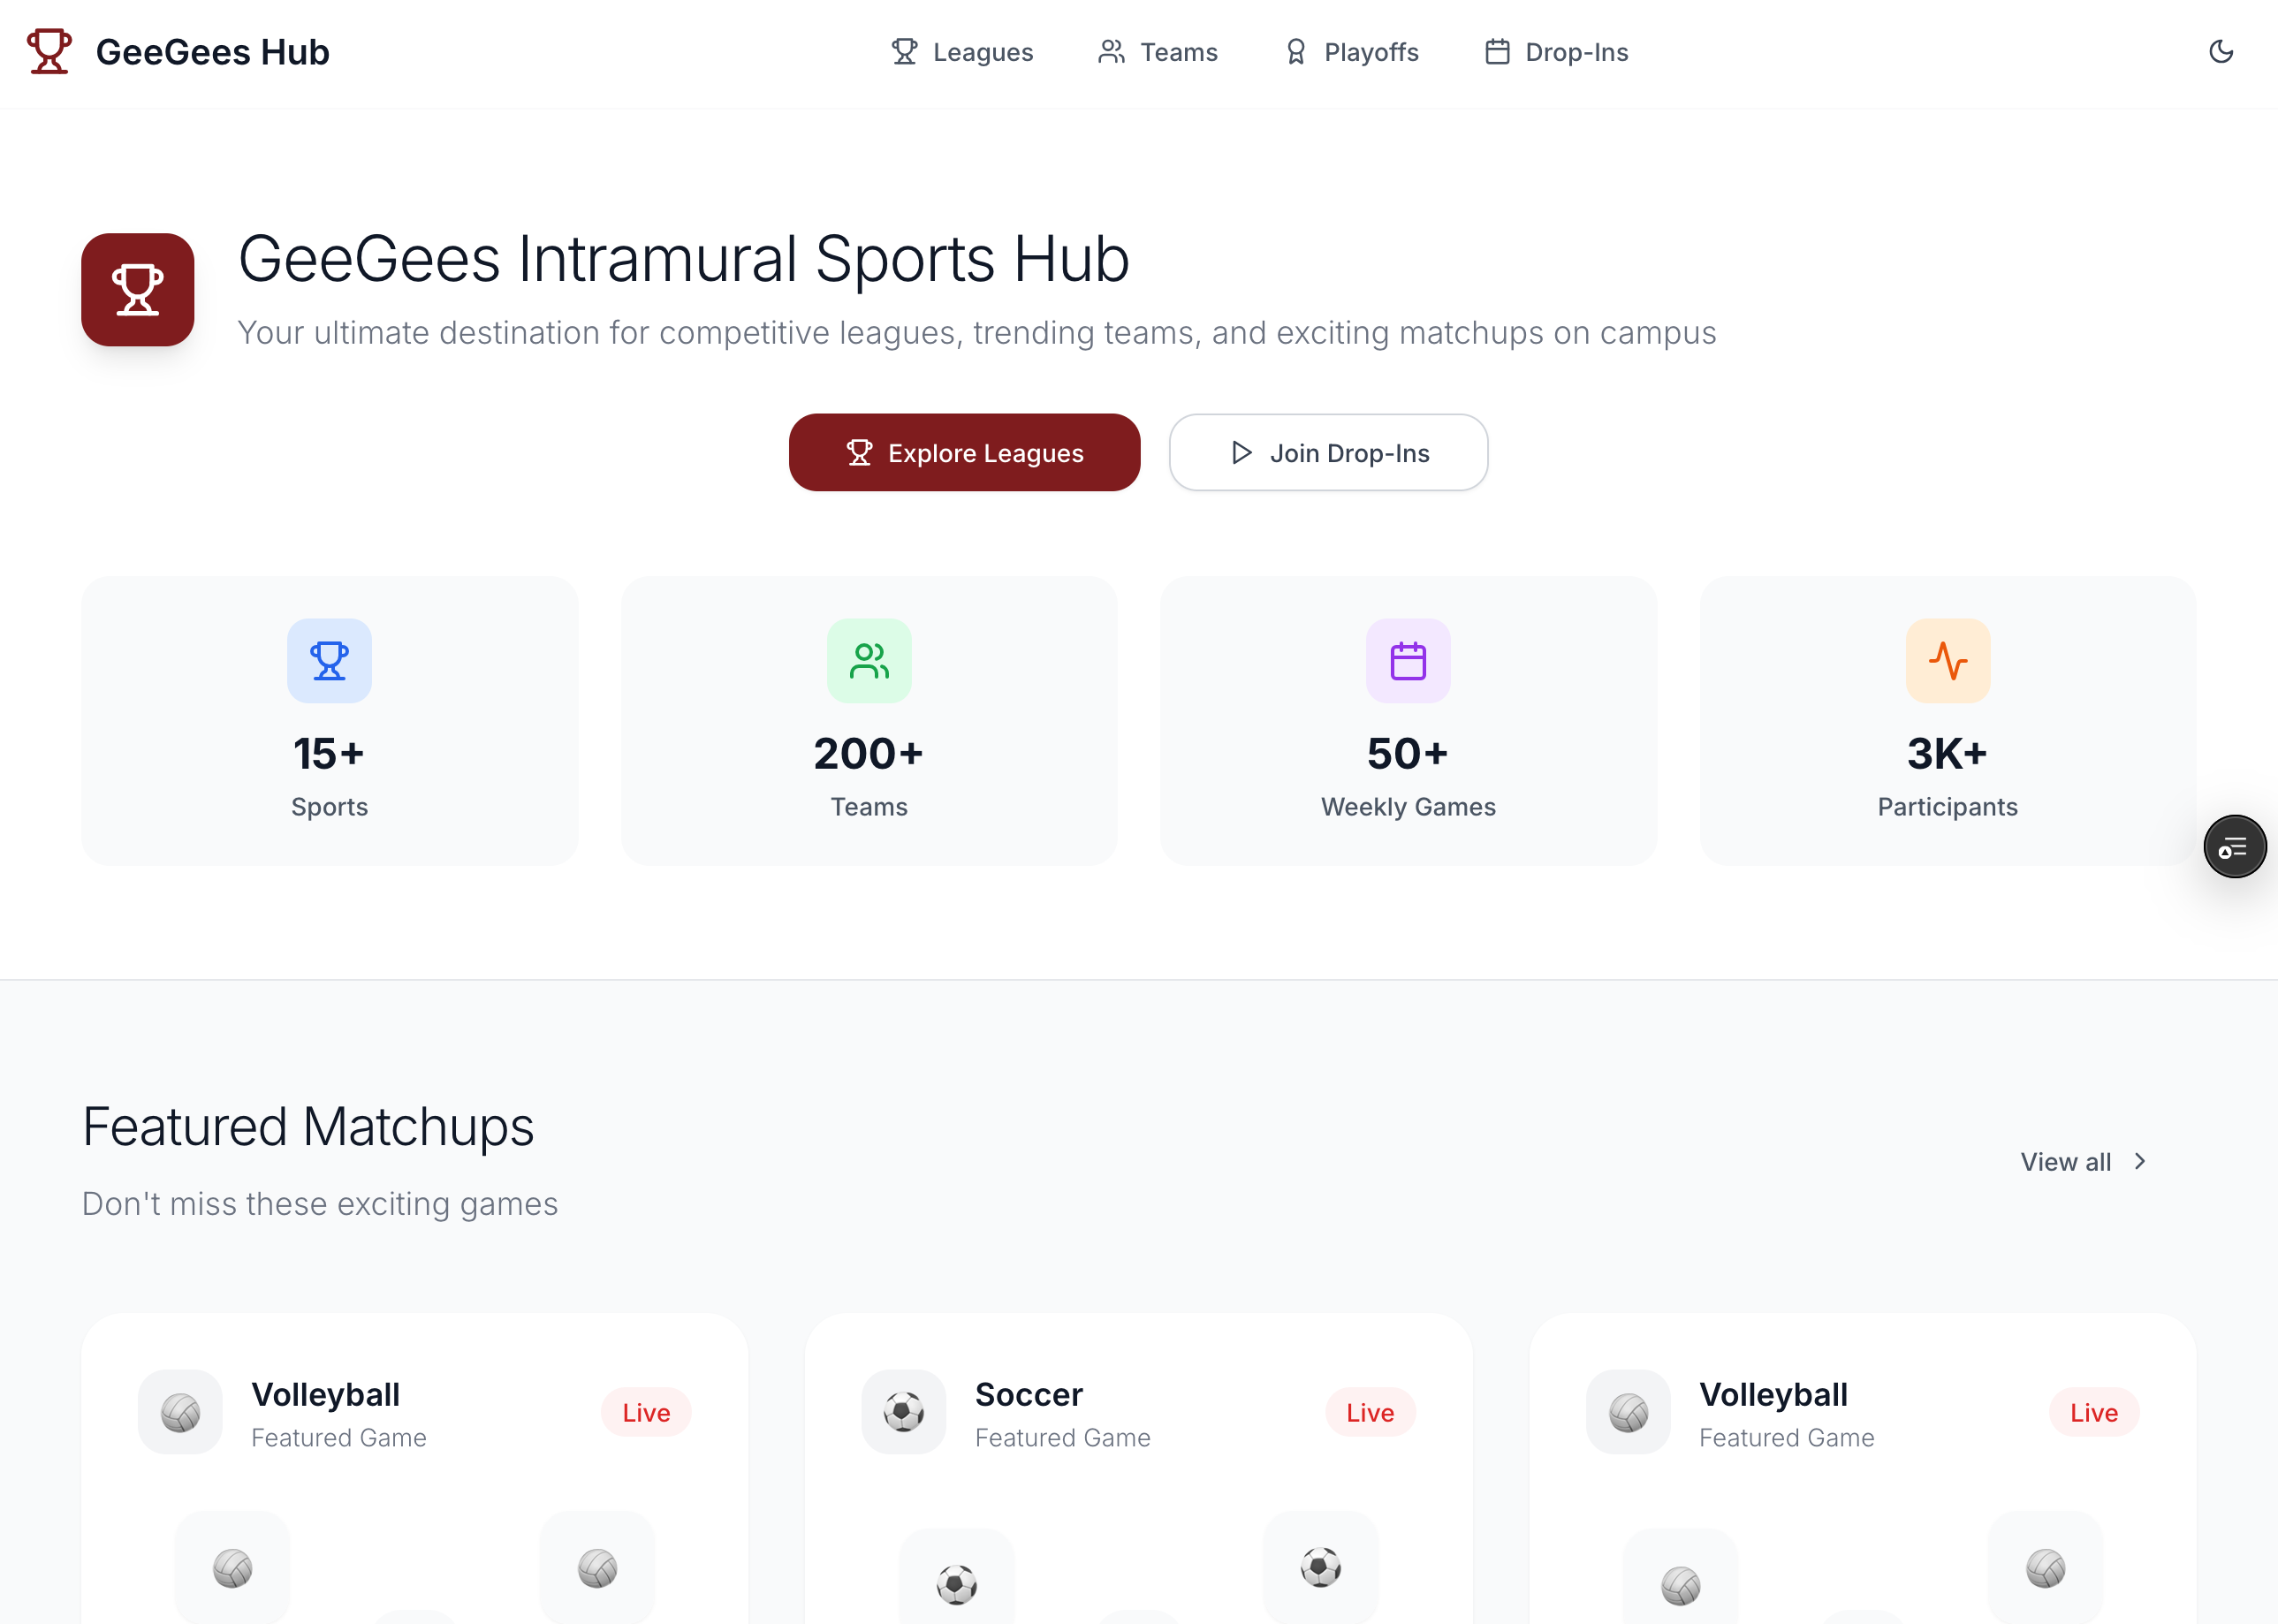 GeeGees Hub
Leagues
Teams
Playoffs
Drop-Ins
GeeGees Intramural Sports Hub
Your ultimate destination for competitive leagues, trending teams, and exciting matchups on campus
Explore Leagues
Join Drop-Ins
15+
Sports
200+
Teams
50+
Weekly Games
3K+
Participants
Featured Matchups
Don't miss these exciting games
View all
Volleyball
Featured Game
Live
Soccer
Featured Game
Live
Volleyball
Featured Game
Live